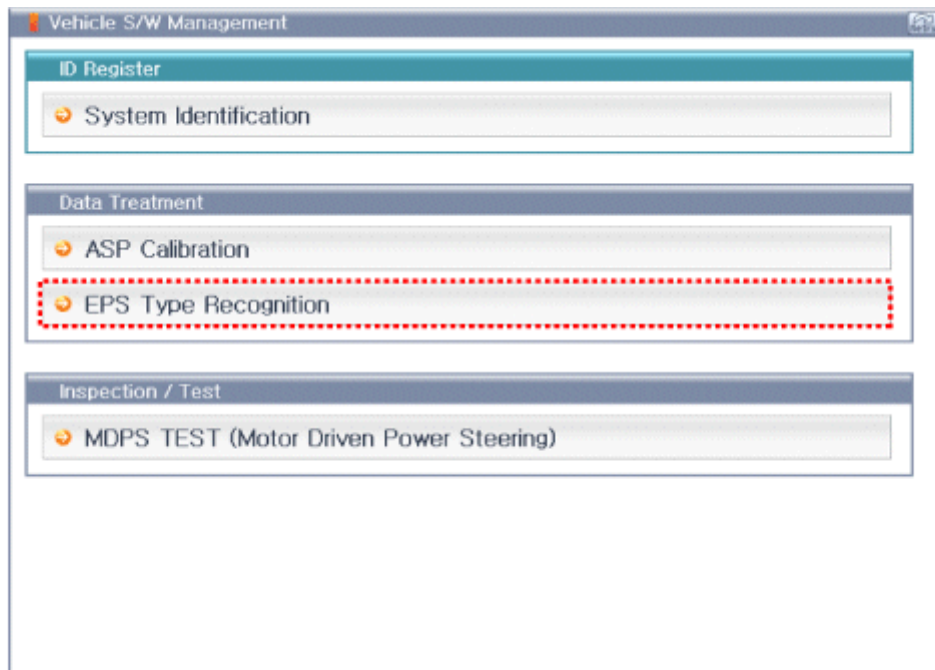 Vehicle S/W Management
ID Register
System Identification
Data Treatment
ASP Calibration
EPS Type Recognition
Inspection / Test
MDPS TEST (Motor Driven Power Steering)